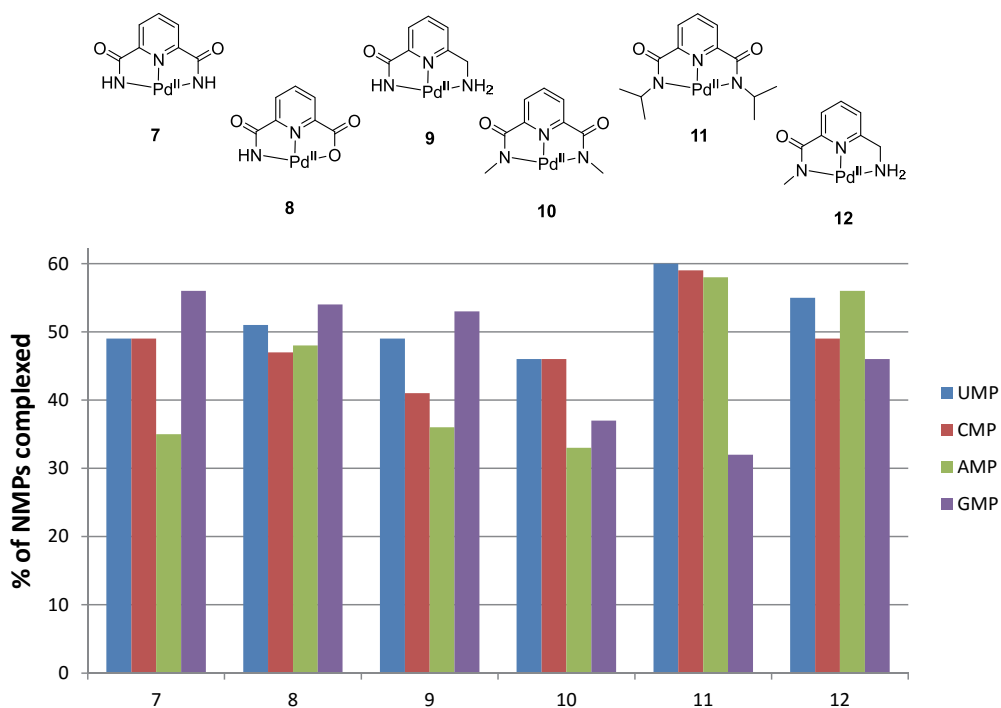 O N O
HN Pd^II NH
7
O N O
HN Pd^II O
8
O N
HN Pd^II NH2
9
O N O
N Pd^II N
10
O N O
N Pd^II N
11
O N
N Pd^II NH2
12
% of NMPs complexed
60
50
40
30
20
10
0
7 8 9 10 11 12
UMP
CMP
AMP
GMP